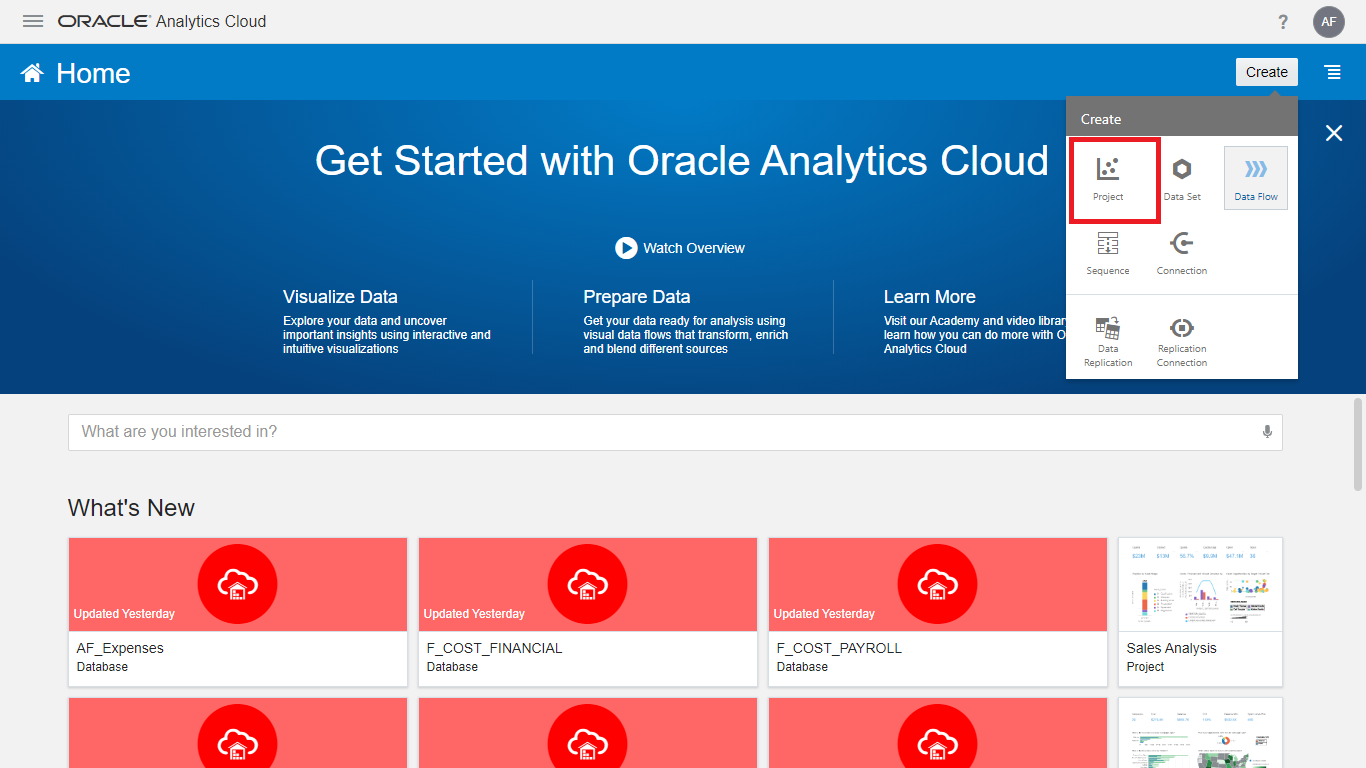 ORACLE® Analytics Cloud
?
AF
Home
Create
Create
Project
Data Set
Data Flow
Sequence
Connection
Data
Replication
Replication
Connection
Get Started with Oracle Analytics Cloud
Watch Overview
Visualize Data
Explore your data and uncover
important insights using interactive and
intuitive visualizations
Prepare Data
Get your data ready for analysis using
visual data flows that transform, enrich
and blend different sources
Learn More
Visit our Academy and video library
learn how you can do more with O
Analytics Cloud
What are you interested in?
What's New
Updated Yesterday
AF_Expenses
Database
Updated Yesterday
F_COST_FINANCIAL
Database
Updated Yesterday
F_COST_PAYROLL
Database
Sales Analysis
Project